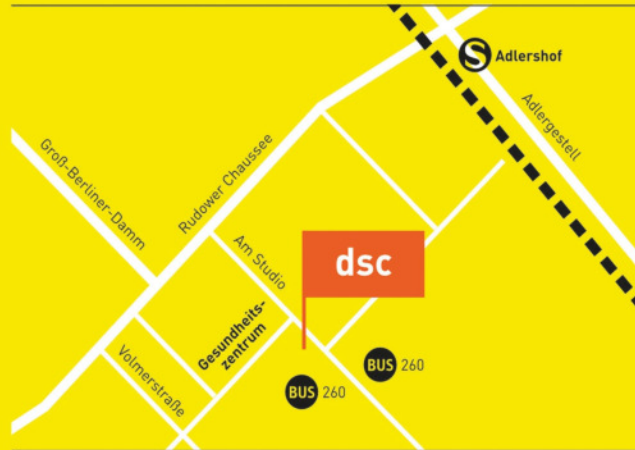 S Adlershof
Adlergestell
Groß-Berliner-Damm
Rudower Chaussee
Am Studio
dsc
Gesundheits-
zentrum
Volmerstraße
BUS 260
BUS 260